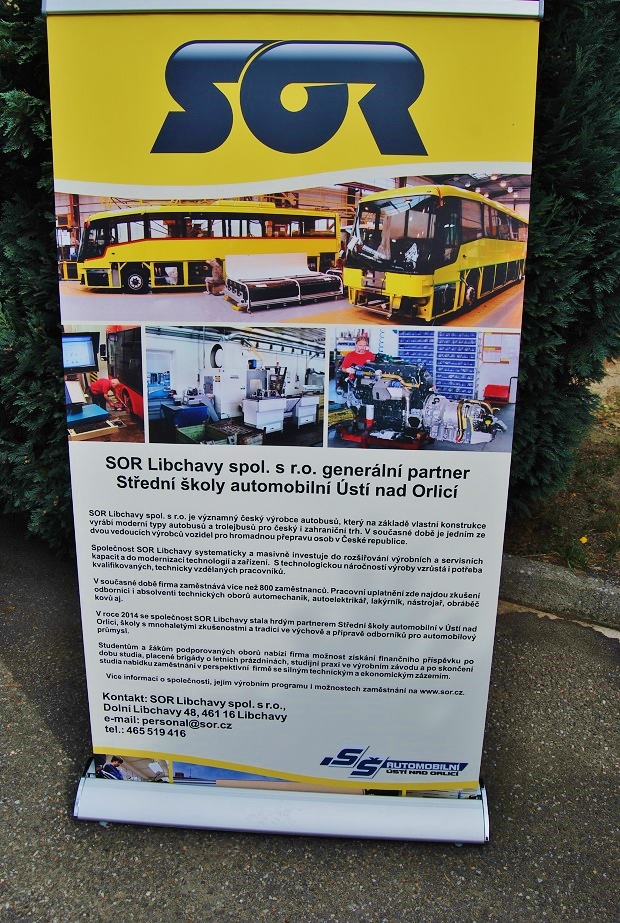 SOR
SOR Libchavy spol. s r.o. generální partner
Střední školy automobilní Ústí nad Orlicí
SOR Libchavy spol. s r.o. je významný český výrobce autobusů, který na základě vlastní konstrukce
vyrábí moderní typy autobusů a trolejbusů pro český i zahraniční trh. V současné době je jedním ze
dvou vedoucích výrobců vozidel pro hromadnou přepravu osob v České republice.
Společnost SOR Libchavy systematicky a masivně investuje do rozšiřování výrobních a servisních
kapacit a do modernizací technologií a zařízení. S technologickou náročností výroby vzrůstá i potřeba
kvalifikovaných, technicky vzdělaných pracovníků.
V současné době firma zaměstnává více než 800 zaměstnanců. Pracovní uplatnění zde najdou zkušení
odborníci i absolventi technických oborů automechanik, autoelektrikář, lakýrník, nástrojař, obráběč
kovů aj.
V roce 2014 se společnost SOR Libchavy stala hrdým partnerem Střední školy automobilní v Ústí nad
Orlicí, školy s mnohaletými zkušenostmi a tradicí ve výchově a přípravě odborníků pro automobilový
průmysl.
Studentům a žákům podporovaných oborů nabízí firma možnost získání finančního příspěvku po
dobu studia, placené brigády o letních prázdninách, studijní praxi ve výrobním závodu a po skončení
studia nabídku zaměstnání v perspektivní firmě se silným technickým a ekonomickým zázemím.
Více informací o společnosti, jejím výrobním programu i možnostech zaměstnání na www.sor.cz.
Kontakt: SOR Libchavy spol. s r.o.,
Dolní Libchavy 48, 461 16 Libchavy
e-mail: personal@sor.cz
tel.: 465 519 416
SŠ AUTOMOBILNÍ
ÚSTÍ NAD ORLICÍ